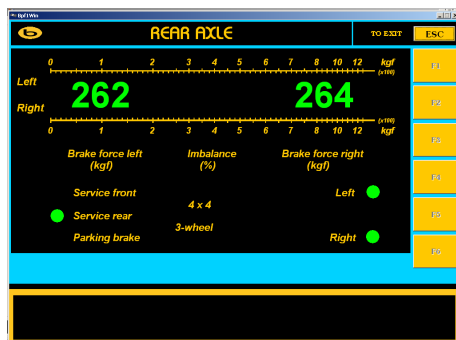 Bpf1Win
REAR AXLE
TO EXIT
ESC
0 1 2 3 4 5 6 7 8 10 12 kgf
(x100)
Left
262 264
Right
(x100)
0 1 2 3 4 5 6 7 8 10 12 kgf
Brake force left Imbalance Brake force right
(kgf) (%) (kgf)
Service front Left
4 x 4
Service rear
3-wheel
Parking brake Right
F1
F2
F3
F4
F5
F6